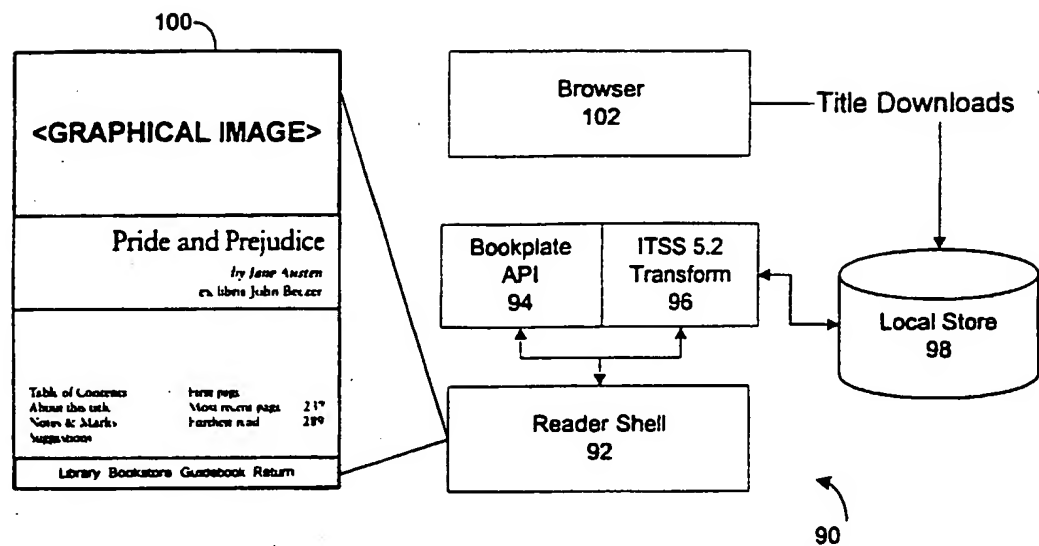 100
<GRAPHICAL IMAGE>
Pride and Prejudice
by Jane Austen
ex libris John Becker
Table of Contents
About this title
Notes & Marks
Suggestions
First page
Most recent page 237
Farthest read 289
Library Bookstore Guidebook Return
Browser
102
Title Downloads
Bookplate
API
94
ITSS 5.2
Transform
96
Local Store
98
Reader Shell
92
90